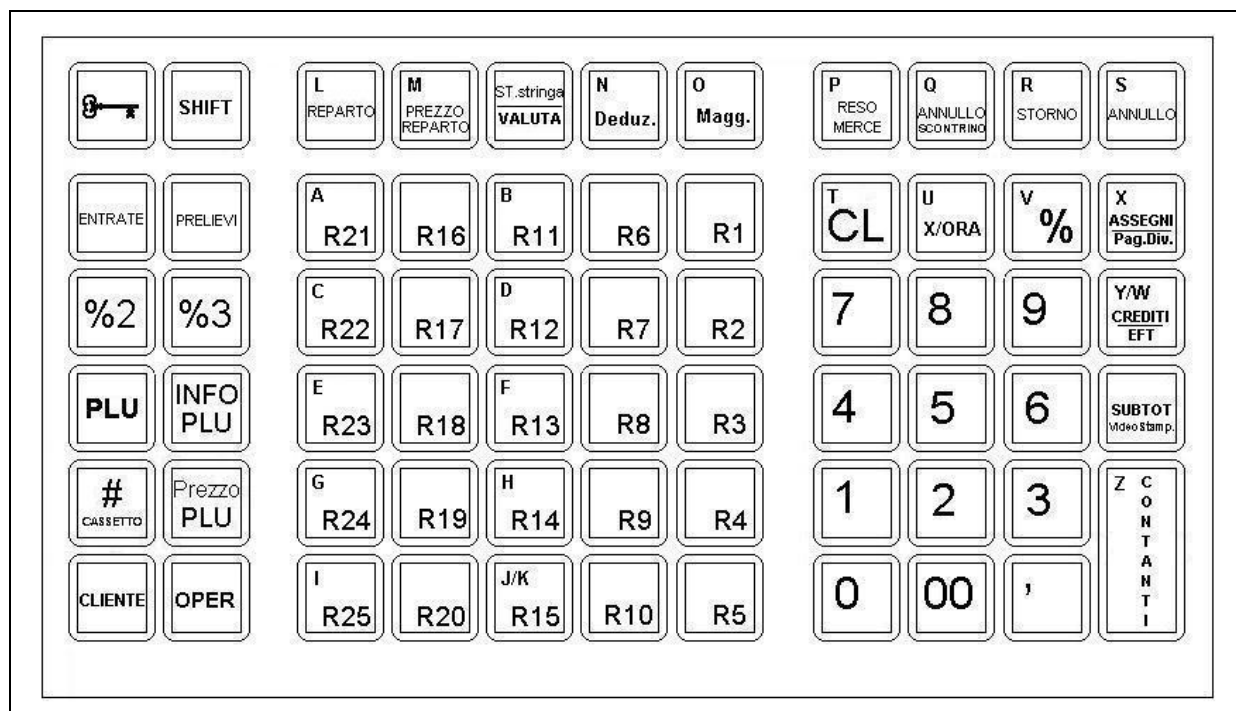 SHIFT
L
REPARTO
M
PREZZO
REPARTO
ST.stringa
VALUTA
N
Deduz.
O
Magg.
P
RESO
MERCE
Q
ANNULLO
SCONTRINO
R
STORNO
S
ANNULLO
ENTRATE
PRELIEVI
A
R21
R16
B
R11
R6
R1
T
CL
U
X/ORA
V
%
X
ASSEGNI
Pag.Div.
%2
%3
C
R22
R17
D
R12
R7
R2
7
8
9
Y/W
CREDITI
EFT
PLU
INFO
PLU
E
R23
R18
F
R13
R8
R3
4
5
6
SUBTOT
Video Stamp.
#
CASSETTO
Prezzo
PLU
G
R24
R19
H
R14
R9
R4
1
2
3
Z
CONTANTI
CLIENTE
OPER
I
R25
R20
J/K
R15
R10
R5
0
00
,